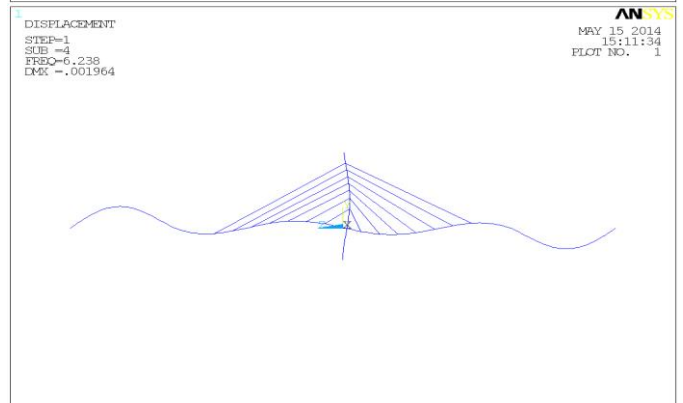 1
DISPLACEMENT
STEP=1
SUB =4
FREQ=6.238
DMX =.001964
ANSYS
MAY 15 2014
15:11:34
PLOT NO. 1
X